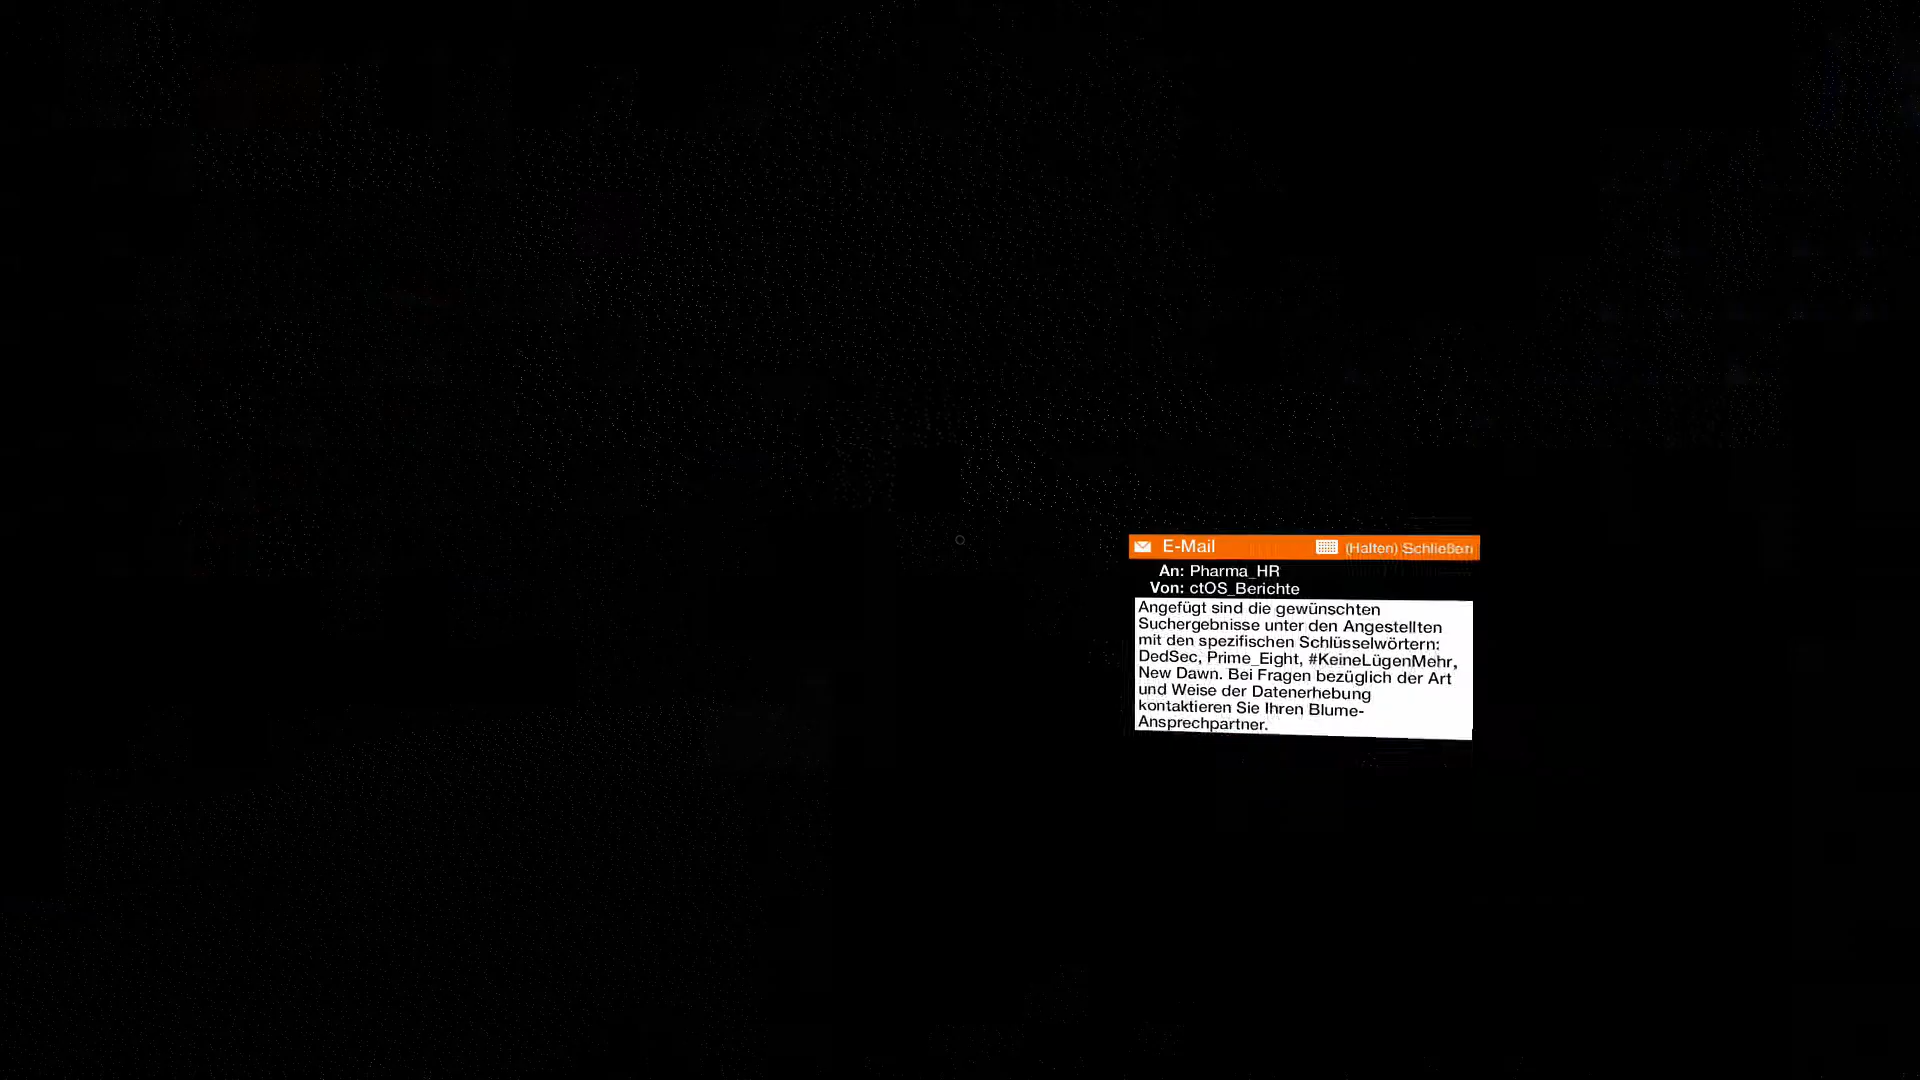 E-Mail (Halten) Schließen
An: Pharma_HR
Von: ctOS_Berichte
Angefügt sind die gewünschten
Suchergebnisse unter den Angestellten
mit den spezifischen Schlüsselwörtern:
DedSec, Prime_Eight, #KeineLügenMehr,
New Dawn. Bei Fragen bezüglich der Art
und Weise der Datenerhebung
kontaktieren Sie Ihren Blume-
Ansprechpartner.